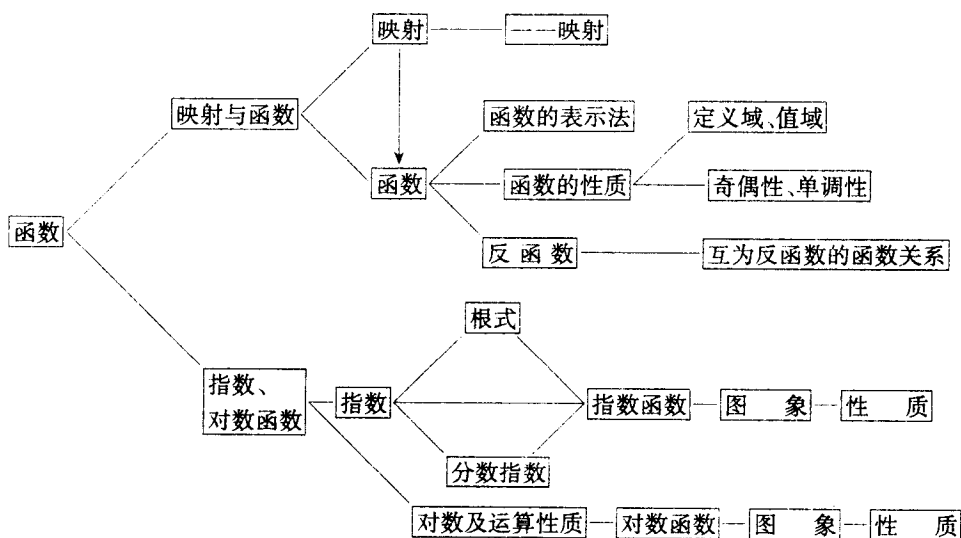 映射
一一映射
映射与函数
函数的表示法
定义域、值域
函数
函数的性质
奇偶性、单调性
函数
反函数
互为反函数的函数关系
根式
指数、
对数函数
指数
指数函数
图象
性质
分数指数
对数及运算性质
对数函数
图象
性质